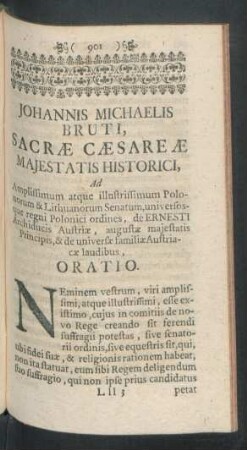 ( 901 )
JOHANNIS MICHAELIS
BRUTI,
SACRÆ CÆSAREÆ
MAJESTATIS HISTORICI,
Ad
Amplissimum atque illustrissimum Polo-
norum & Lithuanorum Senatum, universos-
que regni Polonici ordines, de ERNESTI
Archiducis Austriæ, augustæ majestatis
Principis, & de universæ familiæ Austria-
cæ laudibus,
ORATIO.
NEminem vestrum, viri amplis-
simi, atque illustrissimi, esse exi-
stimo, cujus in comitiis de no-
vo Rege creando sit ferendi
suffragii potestas, sive senato-
rii ordinis, sive equestris sit, qui,
ubi fidei suæ, & religionis rationem habeat,
non ita statuat, eum sibi Regem deligendum
suo suffragio, qui non ipse prius candidatus
Lll 3 petat